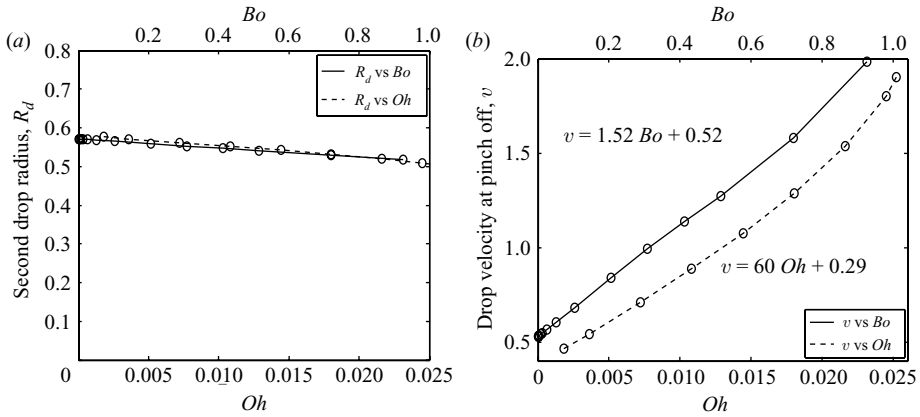 (a)
Bo
0 0.2 0.4 0.6 0.8 1.0
0.8
0.7
0.6
0.5
0.4
0.3
0.2
0.1
Second drop radius, R_d
R_d vs Bo
R_d vs Oh
0 0.005 0.010 0.015 0.020 0.025
Oh
(b)
Bo
0.2 0.4 0.6 0.8 1.0
2.0
1.5
1.0
0.5
Drop velocity at pinch off, v
v = 1.52 Bo + 0.52
v = 60 Oh + 0.29
v vs Bo
v vs Oh
0 0.005 0.010 0.015 0.020 0.025
Oh